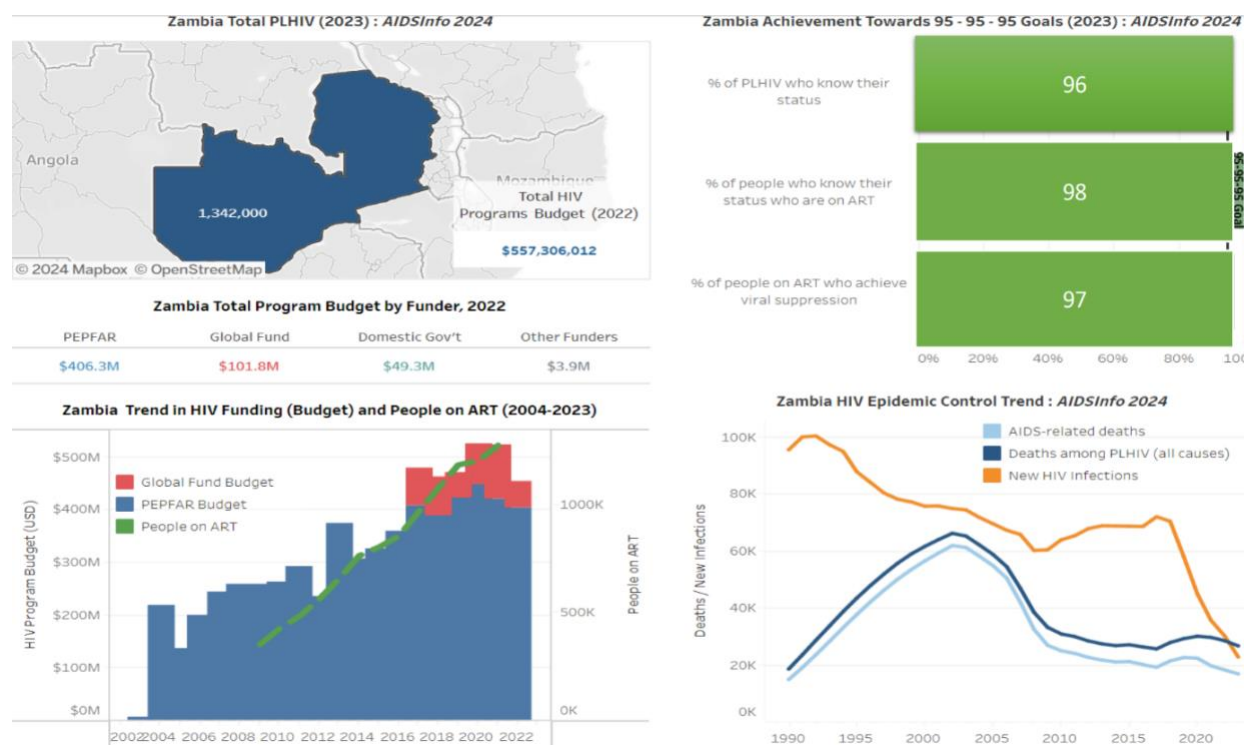 Zambia Total PLHIV (2023) : AIDSInfo 2024
Angola
Mozambique
1,342,000
Total HIV
Programs Budget (2022)
$557,306,012
© 2024 Mapbox © OpenStreetMap
Zambia Total Program Budget by Funder, 2022
PEPFAR Global Fund Domestic Gov't Other Funders
$406.3M $101.8M $49.3M $3.9M
Zambia Trend in HIV Funding (Budget) and People on ART (2004-2023)
$500M
$400M
$300M
$200M
$100M
$0M
HIV Program Budget (USD)
Global Fund Budget
PEPFAR Budget
People on ART
1000K
500K
0K
People on ART
2002 2004 2006 2008 2010 2012 2014 2016 2018 2020 2022
Zambia Achievement Towards 95 - 95 - 95 Goals (2023) : AIDSInfo 2024
% of PLHIV who know their
status
96
% of people who know their
status who are on ART
98
% of people on ART who achieve
viral suppression
97
95-95-95 Goal
0% 20% 40% 60% 80% 100
Zambia HIV Epidemic Control Trend : AIDSInfo 2024
AIDS-related deaths
Deaths among PLHIV (all causes)
New HIV Infections
100K
80K
60K
40K
20K
0K
Deaths / New Infections
1990 1995 2000 2005 2010 2015 2020